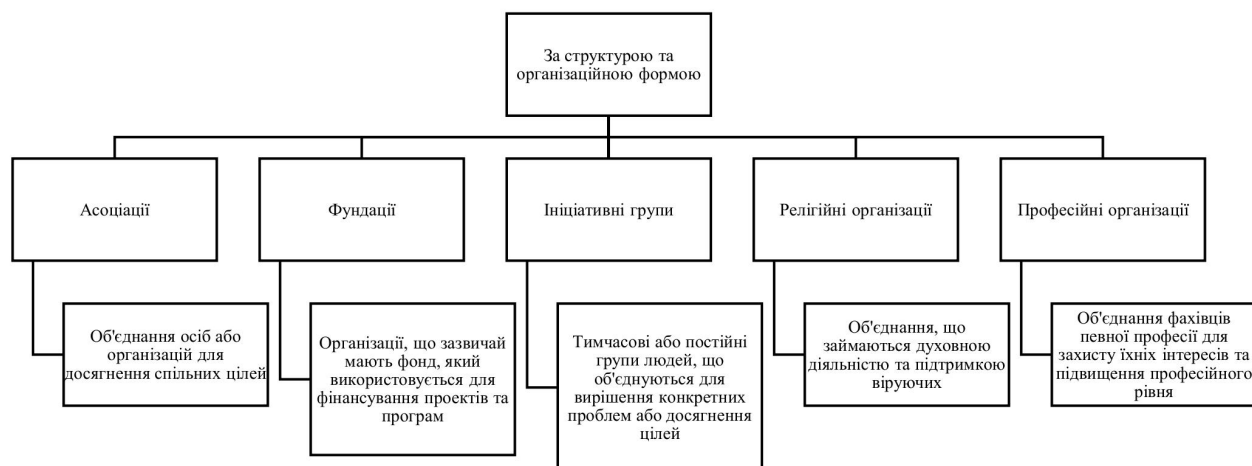 За структурою та
організаційною формою
Асоціації
Фундації
Ініціативні групи
Релігійні організації
Професійні організації
Об'єднання осіб або
організацій для
досягнення спільних цілей
Організації, що зазвичай
мають фонд, який
використовується для
фінансування проектів та
програм
Тимчасові або постійні
групи людей, що
об'єднуються для
вирішення конкретних
проблем або досягнення
цілей
Об'єднання, що
займаються духовною
діяльністю та підтримкою
віруючих
Об'єднання фахівців
певної професії для
захисту їхніх інтересів та
підвищення професійного
рівня